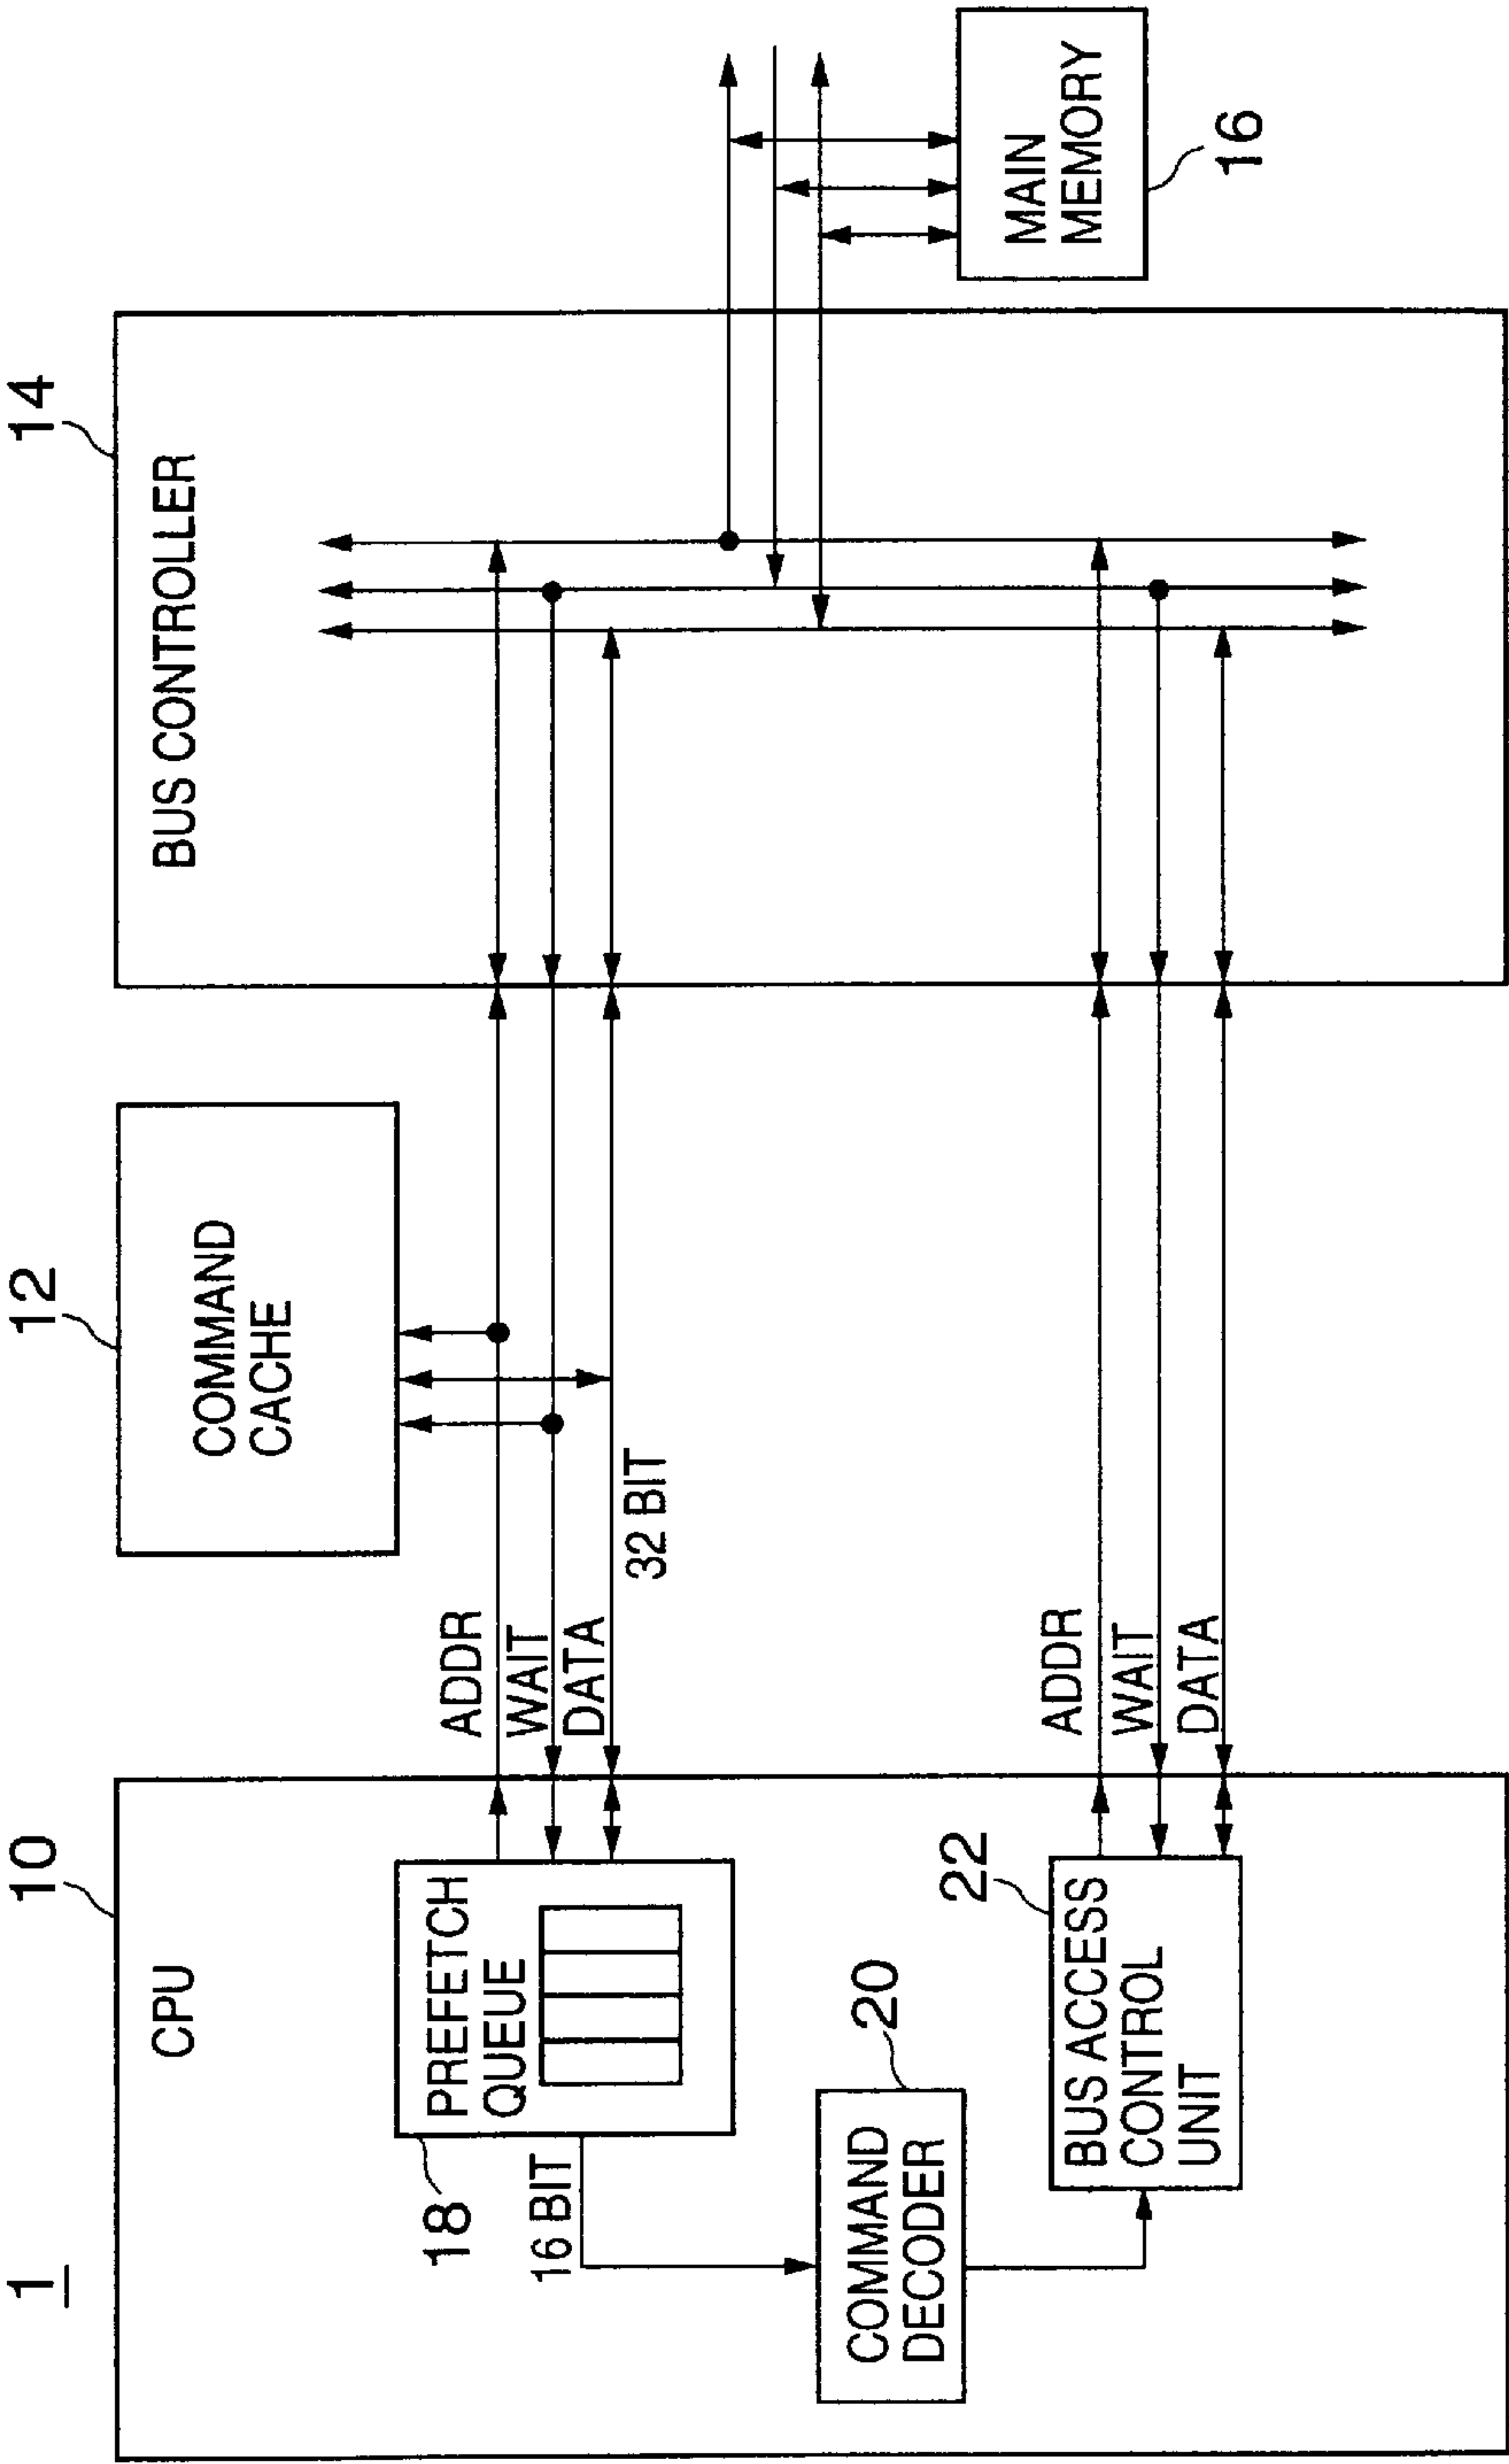 1
10
12
14
CPU
COMMAND
CACHE
BUS CONTROLLER
18
PREFETCH
QUEUE
ADDR
WAIT
DATA
32 BIT
16 BIT
20
COMMAND
DECODER
22
BUS ACCESS
CONTROL
UNIT
ADDR
WAIT
DATA
MAIN
MEMORY
16